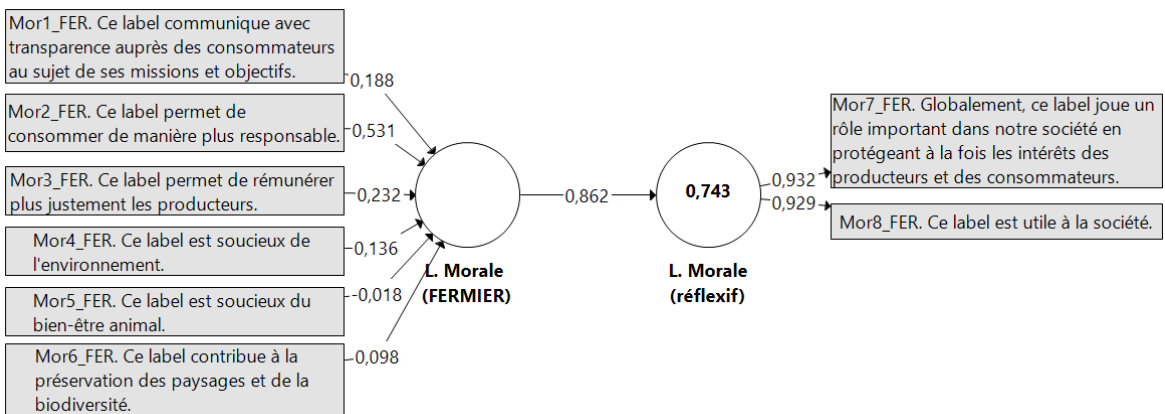 Mor1_FER. Ce label communique avec
transparence auprès des consommateurs
au sujet de ses missions et objectifs.
0,188
Mor2_FER. Ce label permet de
consommer de manière plus responsable.
0,531
Mor3_FER. Ce label permet de rémunérer
plus justement les producteurs.
0,232
Mor4_FER. Ce label est soucieux de
l'environnement.
0,136
Mor5_FER. Ce label est soucieux du
bien-être animal.
-0,018
Mor6_FER. Ce label contribue à la
préservation des paysages et de la
biodiversité.
0,098
L. Morale
(FERMIER)
0,862
0,743
L. Morale
(réflexif)
0,932
0,929
Mor7_FER. Globalement, ce label joue un
rôle important dans notre société en
protégeant à la fois les intérêts des
producteurs et des consommateurs.
Mor8_FER. Ce label est utile à la société.